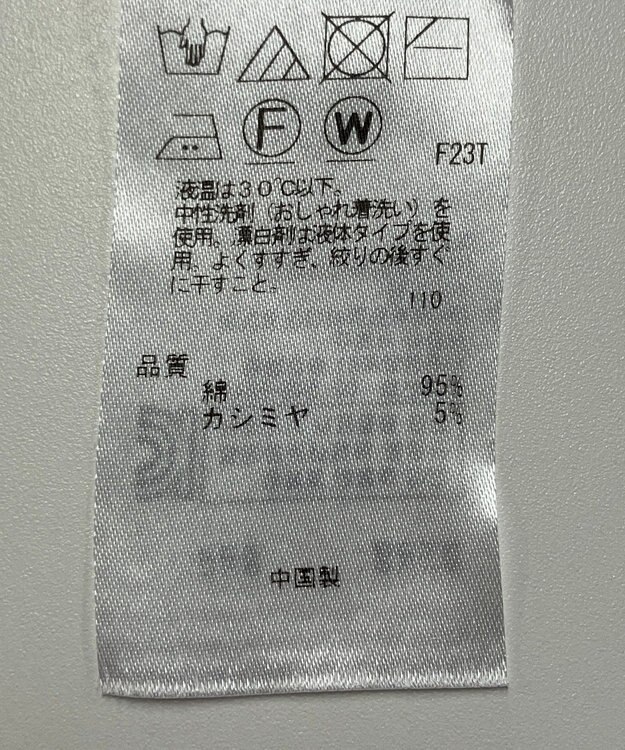 F
W
F23T
液温は30℃以下。
中性洗剤（おしゃれ着洗い）を
使用。漂白剤は液体タイプを使
用。よくすすぎ、絞りの後すぐ
に干すこと。
110
品質
綿 95%
カシミヤ 5%
中国製